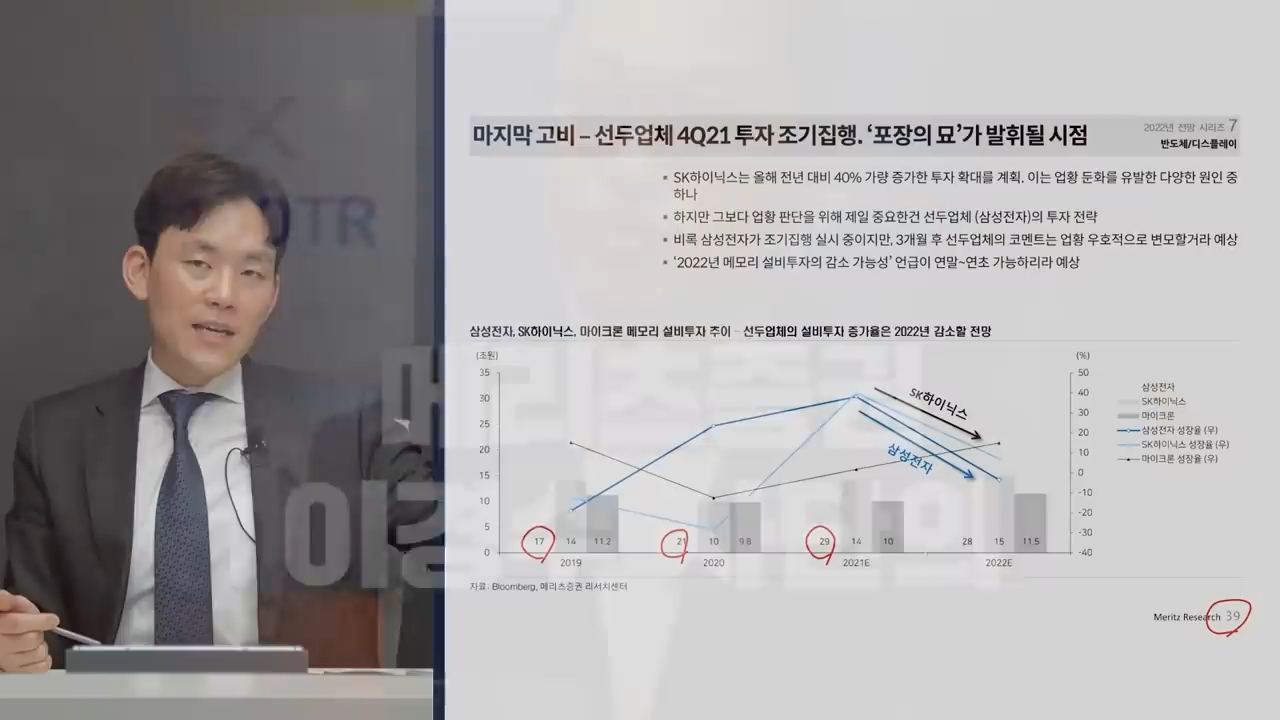 마지막 고비 – 선두업체 4Q21 투자 조기집행. ‘포장의 묘’가 발휘될 시점
2022년 전망 시리즈 7
반도체/디스플레이
▪ SK하이닉스는 올해 전년 대비 40% 가량 증가한 투자 확대를 계획. 이는 업황 둔화를 유발한 다양한 원인 중
하나
▪ 하지만 그보다 업황 판단을 위해 제일 중요한건 선두업체 (삼성전자)의 투자 전략
▪ 비록 삼성전자가 조기집행 실시 중이지만, 3개월 후 선두업체의 코멘트는 업황 우호적으로 변모할거라 예상
▪ ‘2022년 메모리 설비투자의 감소 가능성’ 언급이 연말~연초 가능하리라 예상
삼성전자, SK하이닉스, 마이크론 메모리 설비투자 추이 – 선두업체의 설비투자 증가율은 2022년 감소할 전망
(조원)
(%)
35
30
25
20
15
10
5
0
50
40
30
20
10
0
-10
-20
-30
-40
SK하이닉스
삼성전자
17 14 11.2
21 10 9.8
29 14 10
28 15 11.5
2019 2020 2021E 2022E
삼성전자
SK하이닉스
마이크론
삼성전자 성장율 (우)
SK하이닉스 성장율 (우)
마이크론 성장율 (우)
자료: Bloomberg, 메리츠증권 리서치센터
Meritz Research 39
메리츠증권